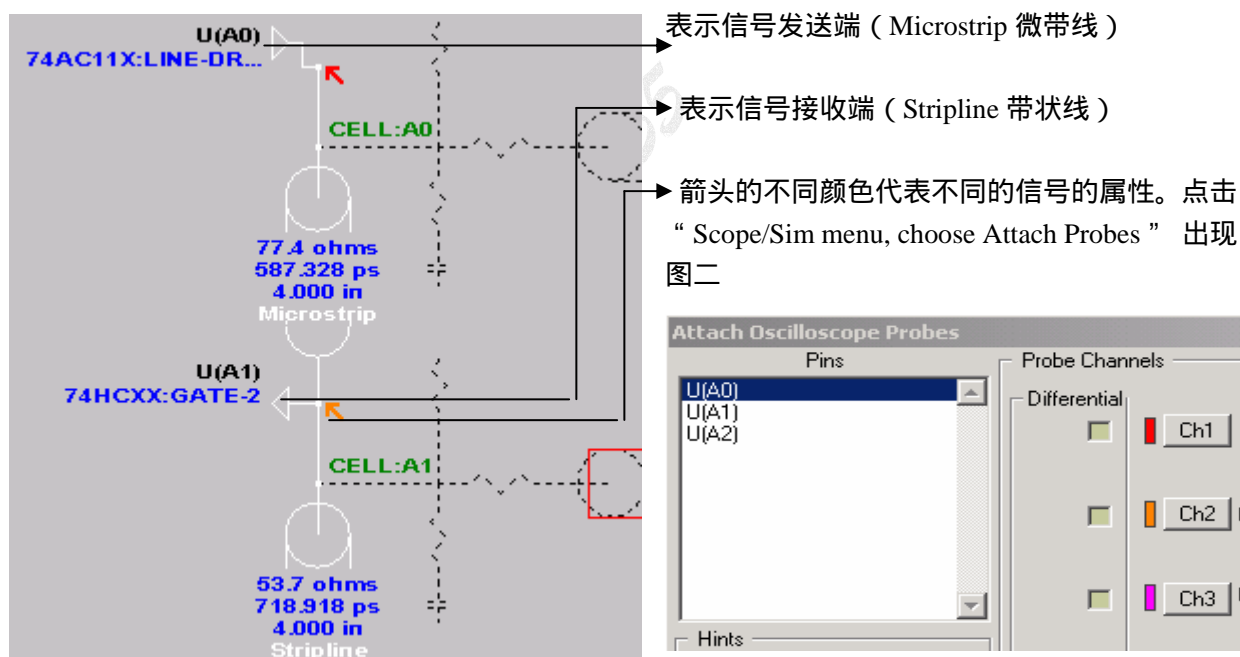 U(A0)
74AC11X:LINE-DR...
CELL:A0
77.4 ohms
587.328 ps
4.000 in
Microstrip
U(A1)
74HCXX:GATE-2
CELL:A1
53.7 ohms
718.918 ps
4.000 in
Stripline
表示信号发送端（Microstrip 微带线）
表示信号接收端（Stripline 带状线）
箭头的不同颜色代表不同的信号的属性。点击
“Scope/Sim menu, choose Attach Probes” 出现
图二
Attach Oscilloscope Probes
Pins
U(A0)
U(A1)
U(A2)
Hints
Probe Channels
Differential
Ch1
Ch2
Ch3